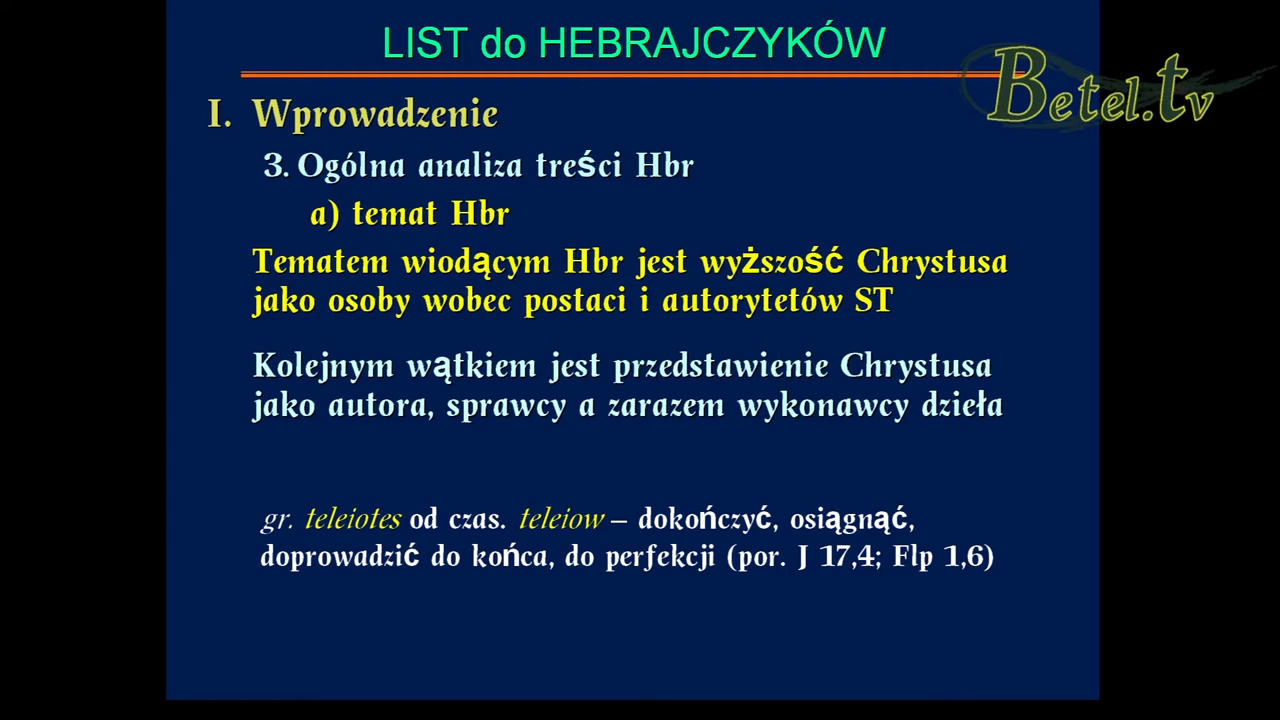 LIST do HEBRAJCZYKÓW
Betel.tv
I. Wprowadzenie
3. Ogólna analiza treści Hbr
a) temat Hbr
Tematem wiodącym Hbr jest wyższość Chrystusa
jako osoby wobec postaci i autorytetów ST
Kolejnym wątkiem jest przedstawienie Chrystusa
jako autora, sprawcy a zarazem wykonawcy dzieła
gr. teleiotes od czas. teleiow – dokończyć, osiągnąć,
doprowadzić do końca, do perfekcji (por. J 17,4; Flp 1,6)